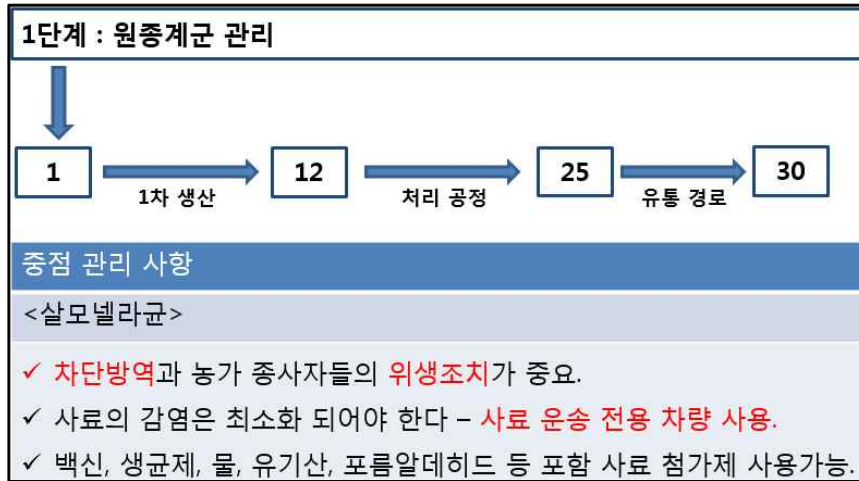 1단계 : 원종계군 관리
1
12
25
30
1차 생산
처리 공정
유통 경로
중점 관리 사항
<살모넬라균>
✓ 차단방역과 농가 종사자들의 위생조치가 중요.
✓ 사료의 감염은 최소화 되어야 한다 – 사료 운송 전용 차량 사용.
✓ 백신, 생균제, 물, 유기산, 포름알데히드 등 포함 사료 첨가제 사용가능.